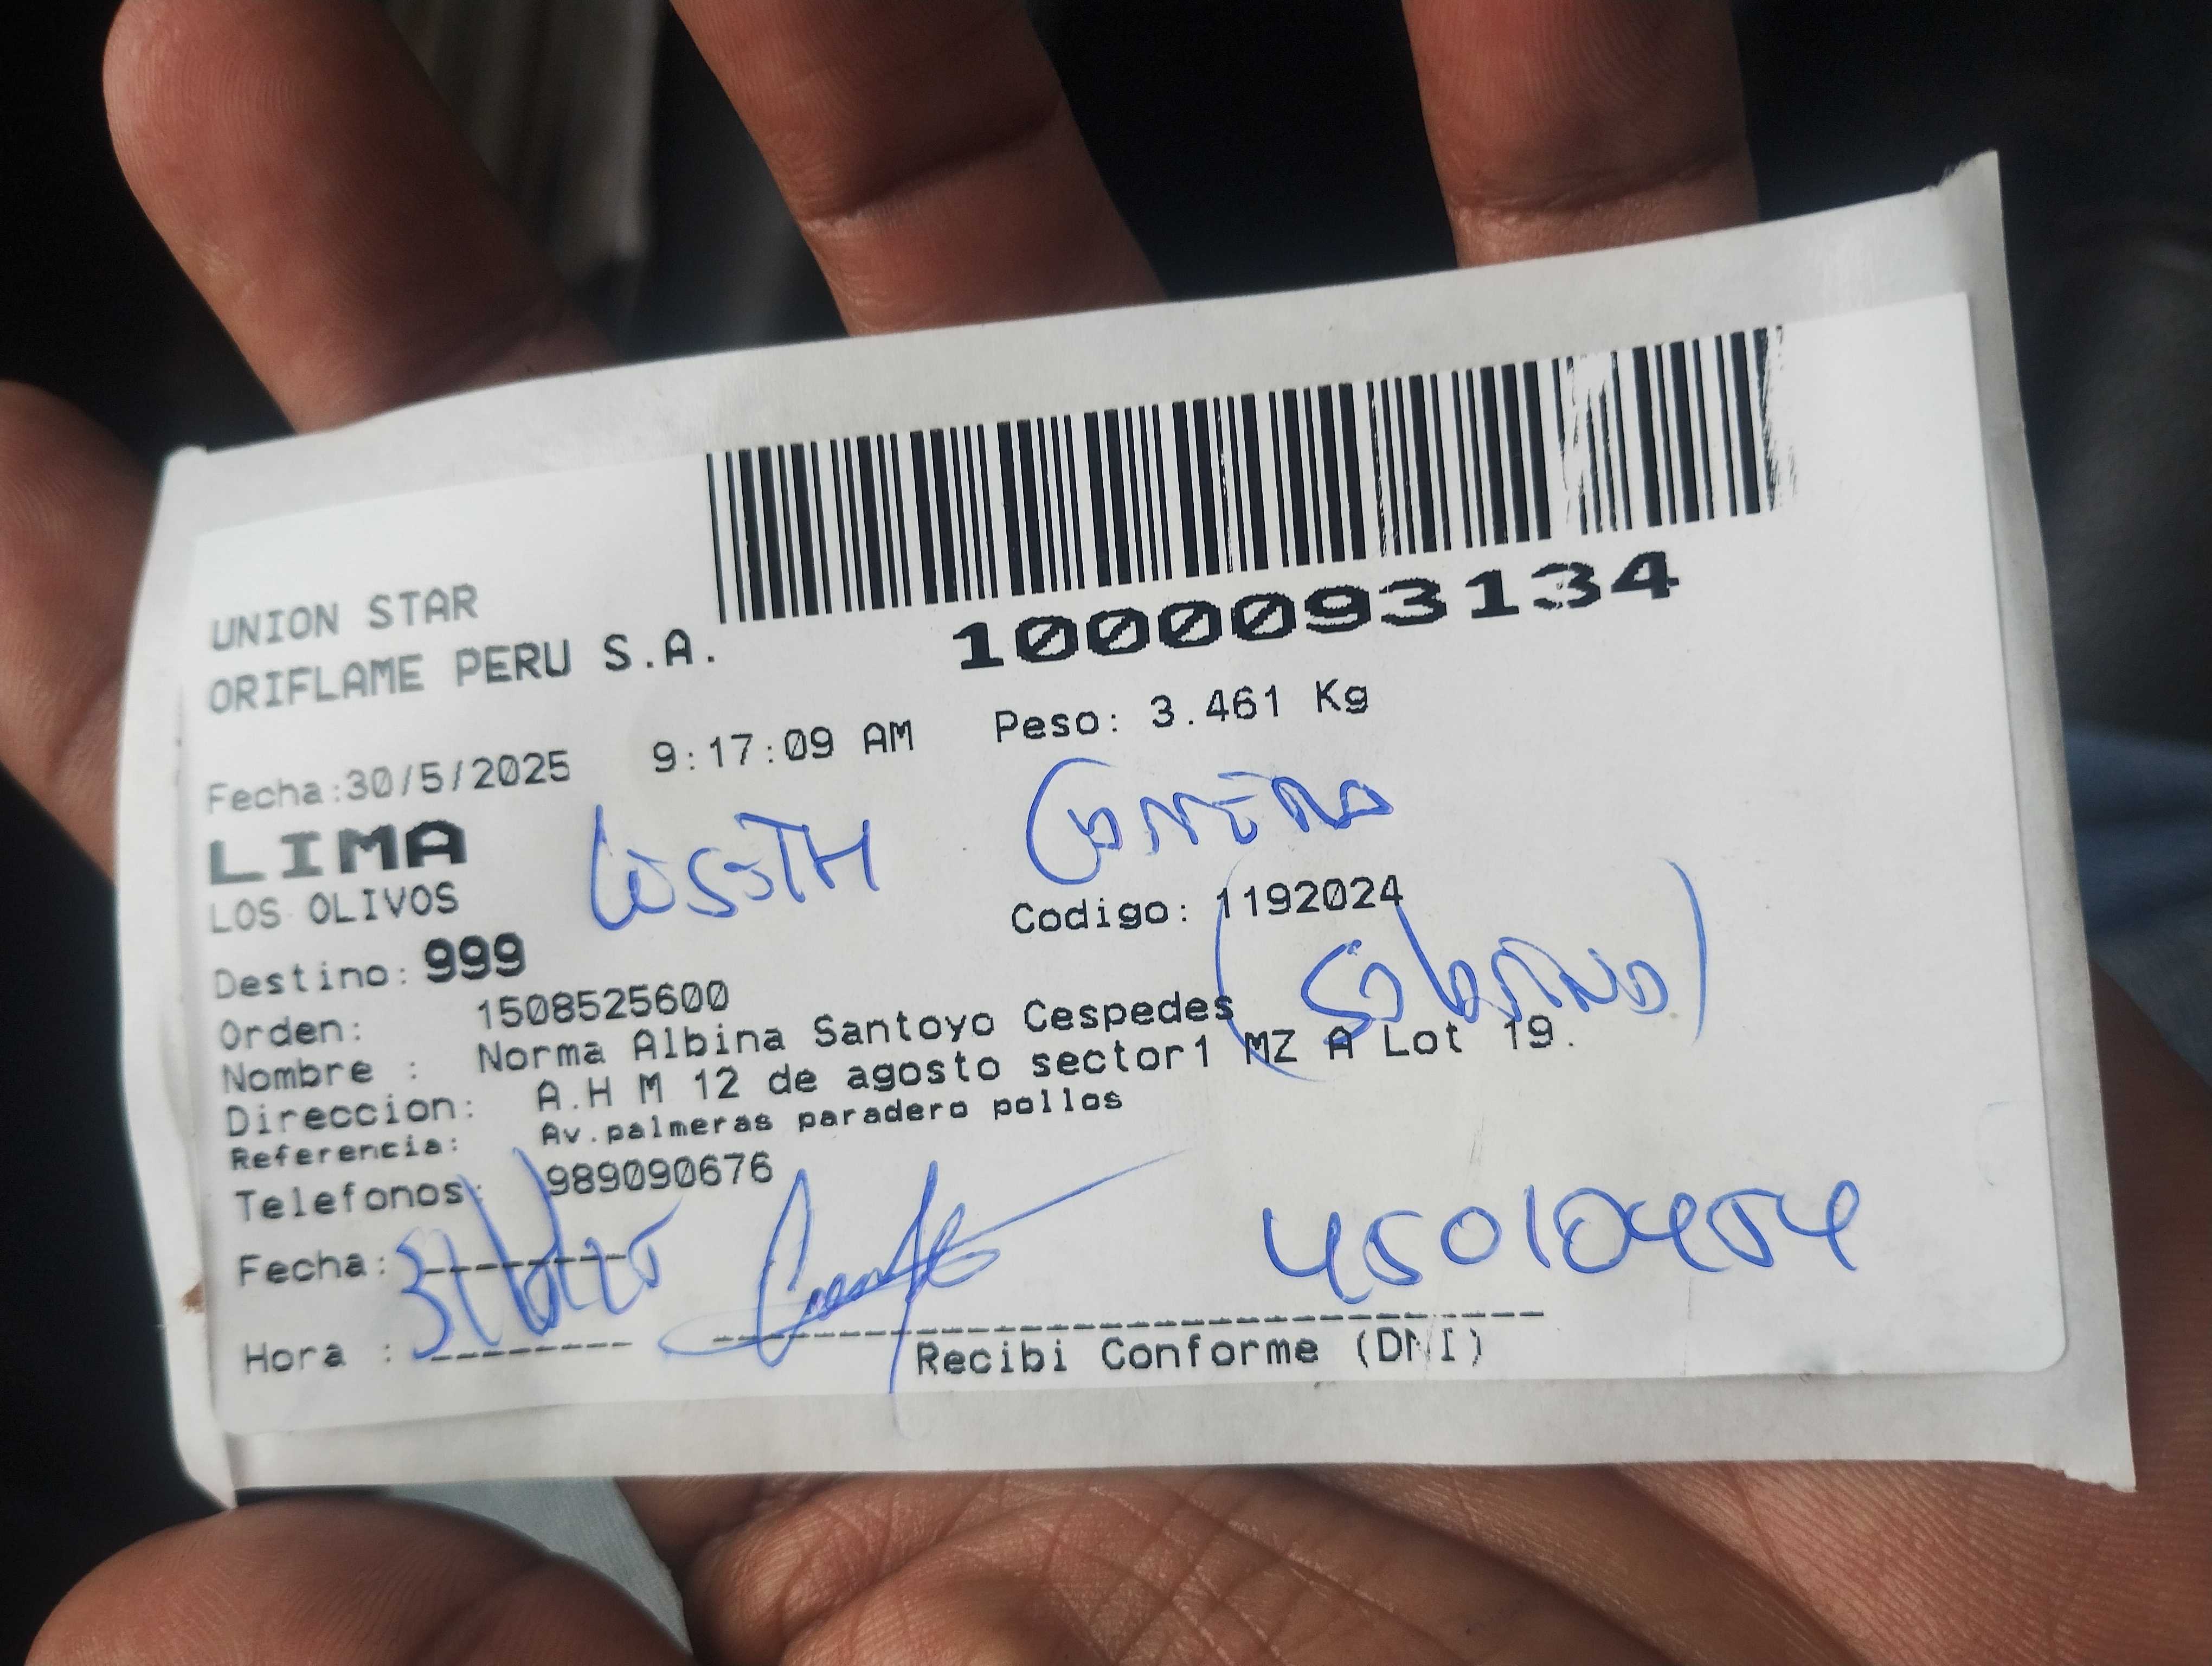 1000093134
UNION STAR
ORIFLAME PERU S.A.
Fecha:30/5/2025 9:17:09 AM Peso: 3.461 Kg
LIMA
LOS OLIVOS
Codigo: 1192024
Destino: 999
(Sobrino)
Orden: 1508525600
Nombre : Norma Albina Santoyo Cespedes
Direccion: A.H M 12 de agosto sector1 MZ A Lot 19.
Referencia: Av.palmeras paradero pollos
Telefonos: 989090676
Fecha:
45010454
Hora :
Recibi Conforme (DNI)